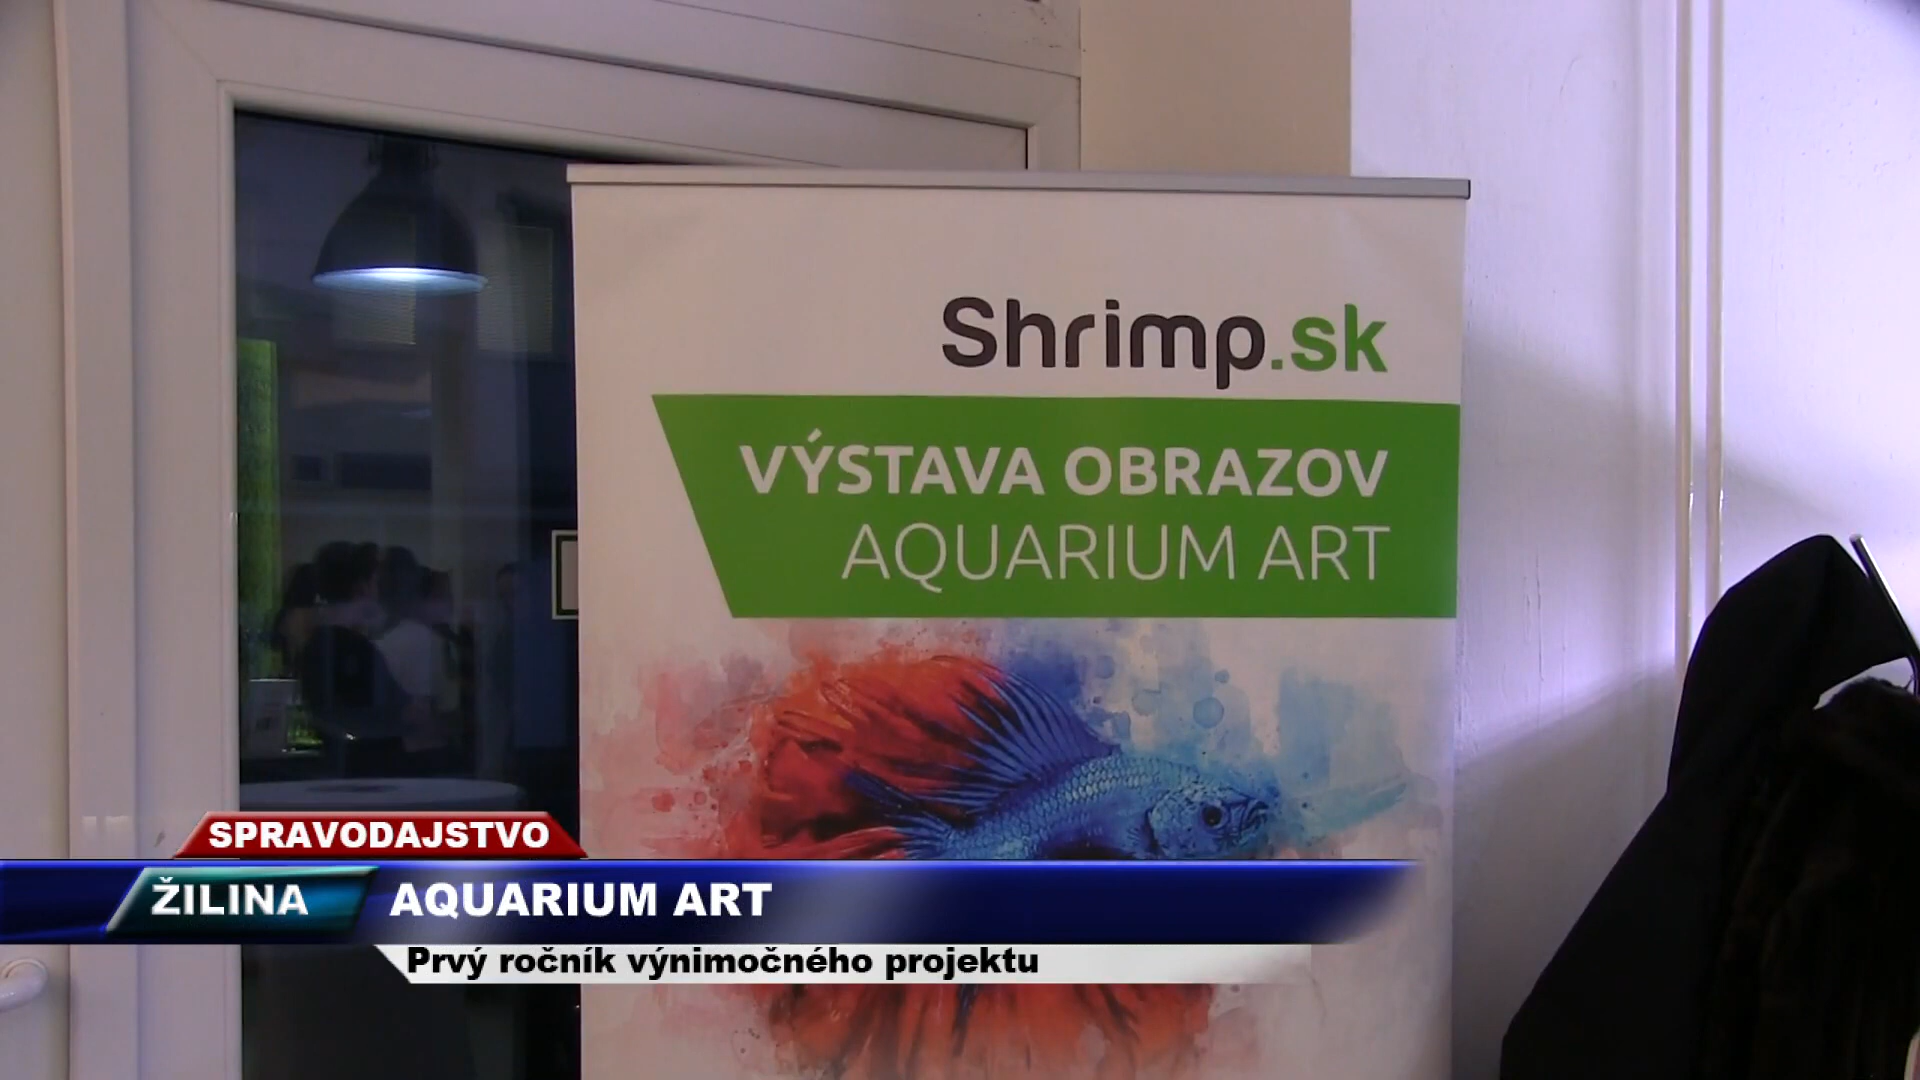 Shrimp.sk
VÝSTAVA OBRAZOV
AQUARIUM ART
SPRAVODAJSTVO
ŽILINA
AQUARIUM ART
Prvý ročník výnimočného projektu